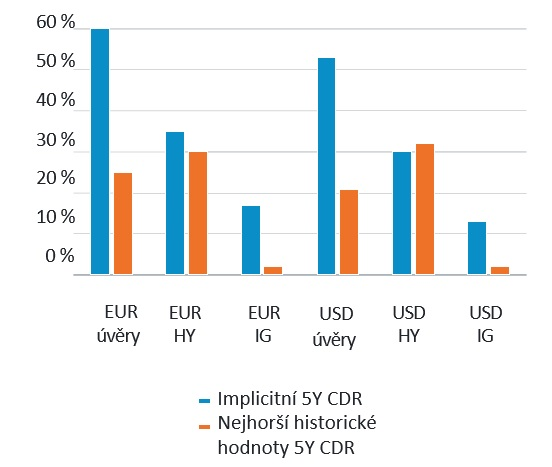 60 %
50 %
40 %
30 %
20 %
10 %
0 %
EUR úvěry
EUR HY
EUR IG
USD úvěry
USD HY
USD IG
Implicitní 5Y CDR
Nejhorší historické
hodnoty 5Y CDR